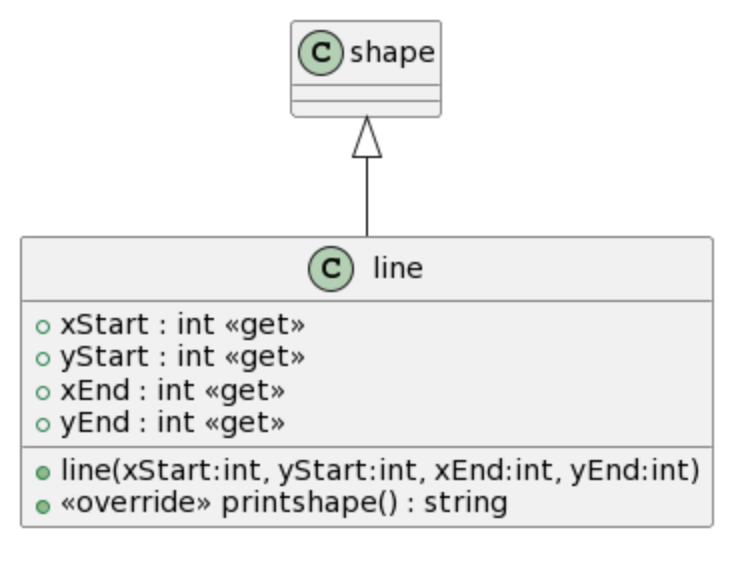 C shape
C line
xStart : int «get»
yStart : int «get»
xEnd : int «get»
yEnd : int «get»
line(xStart:int, yStart:int, xEnd:int, yEnd:int)
«override» printshape() : string